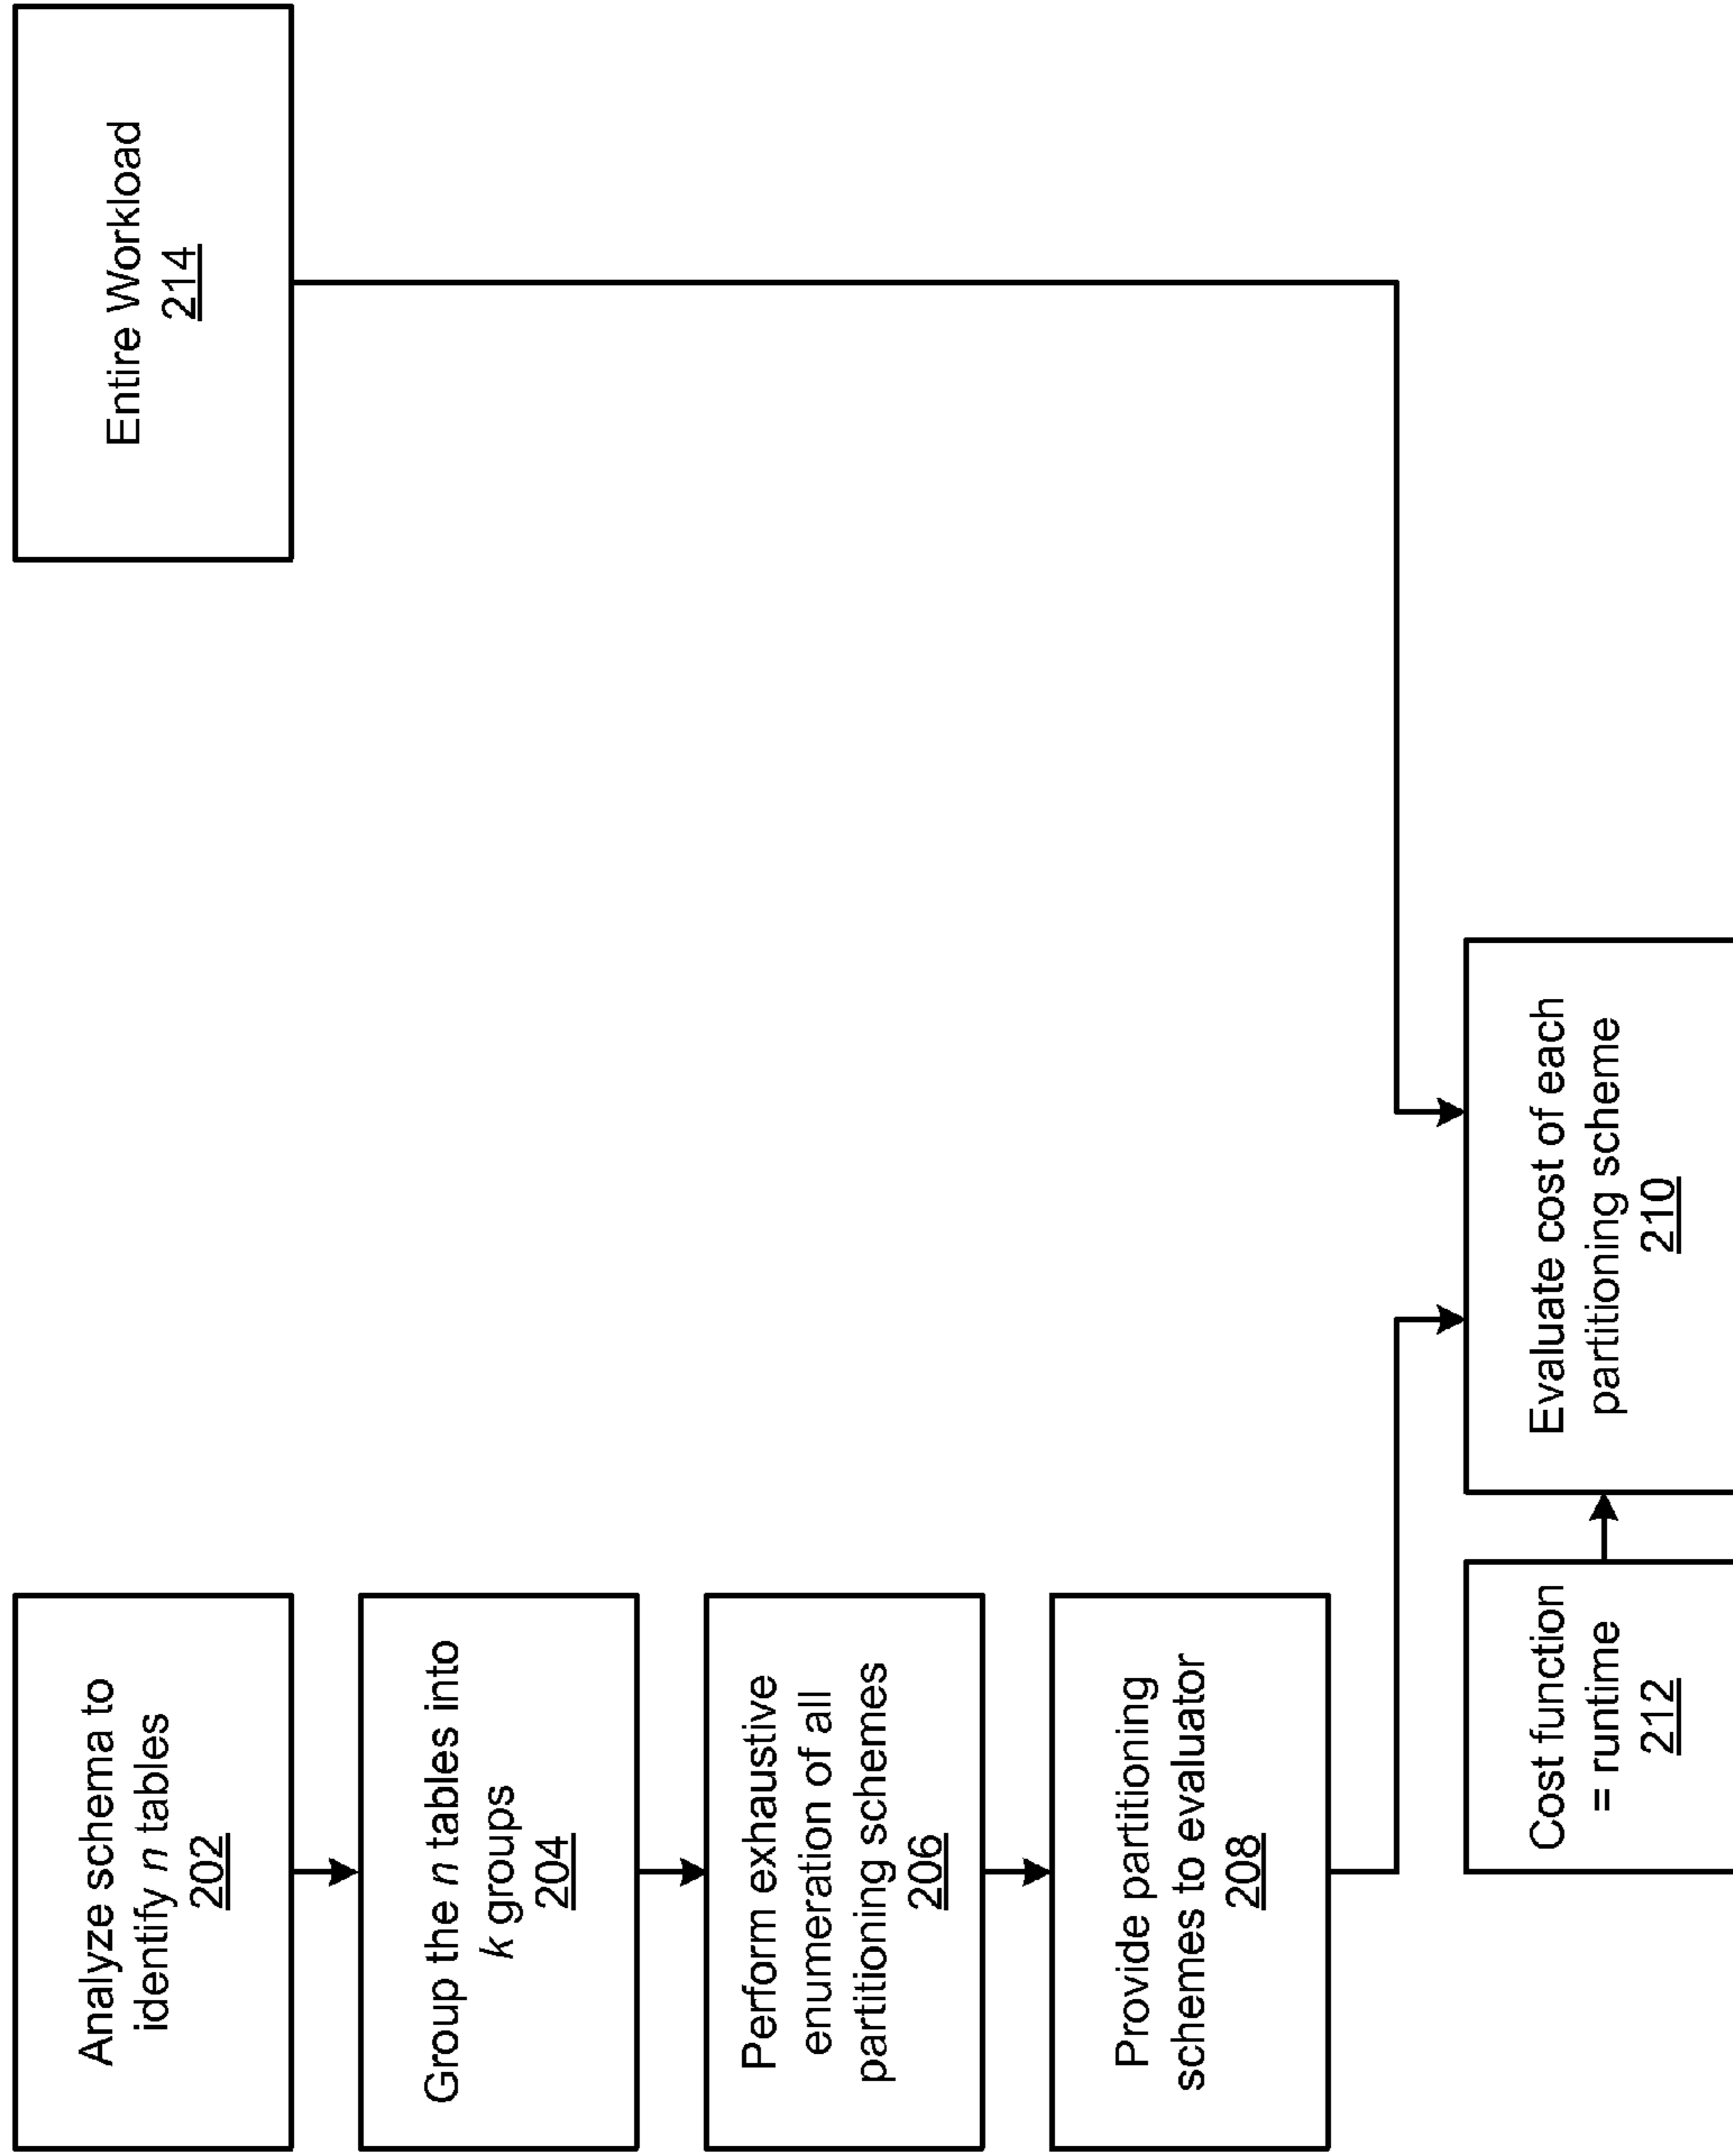 Analyze schema to
identify n tables
202
Group the n tables into
k groups
204
Perform exhaustive
enumeration of all
partitioning schemes
206
Provide partitioning
schemes to evaluator
208
Cost function
= runtime
212
Evaluate cost of each
partitioning scheme
210
Entire Workload
214